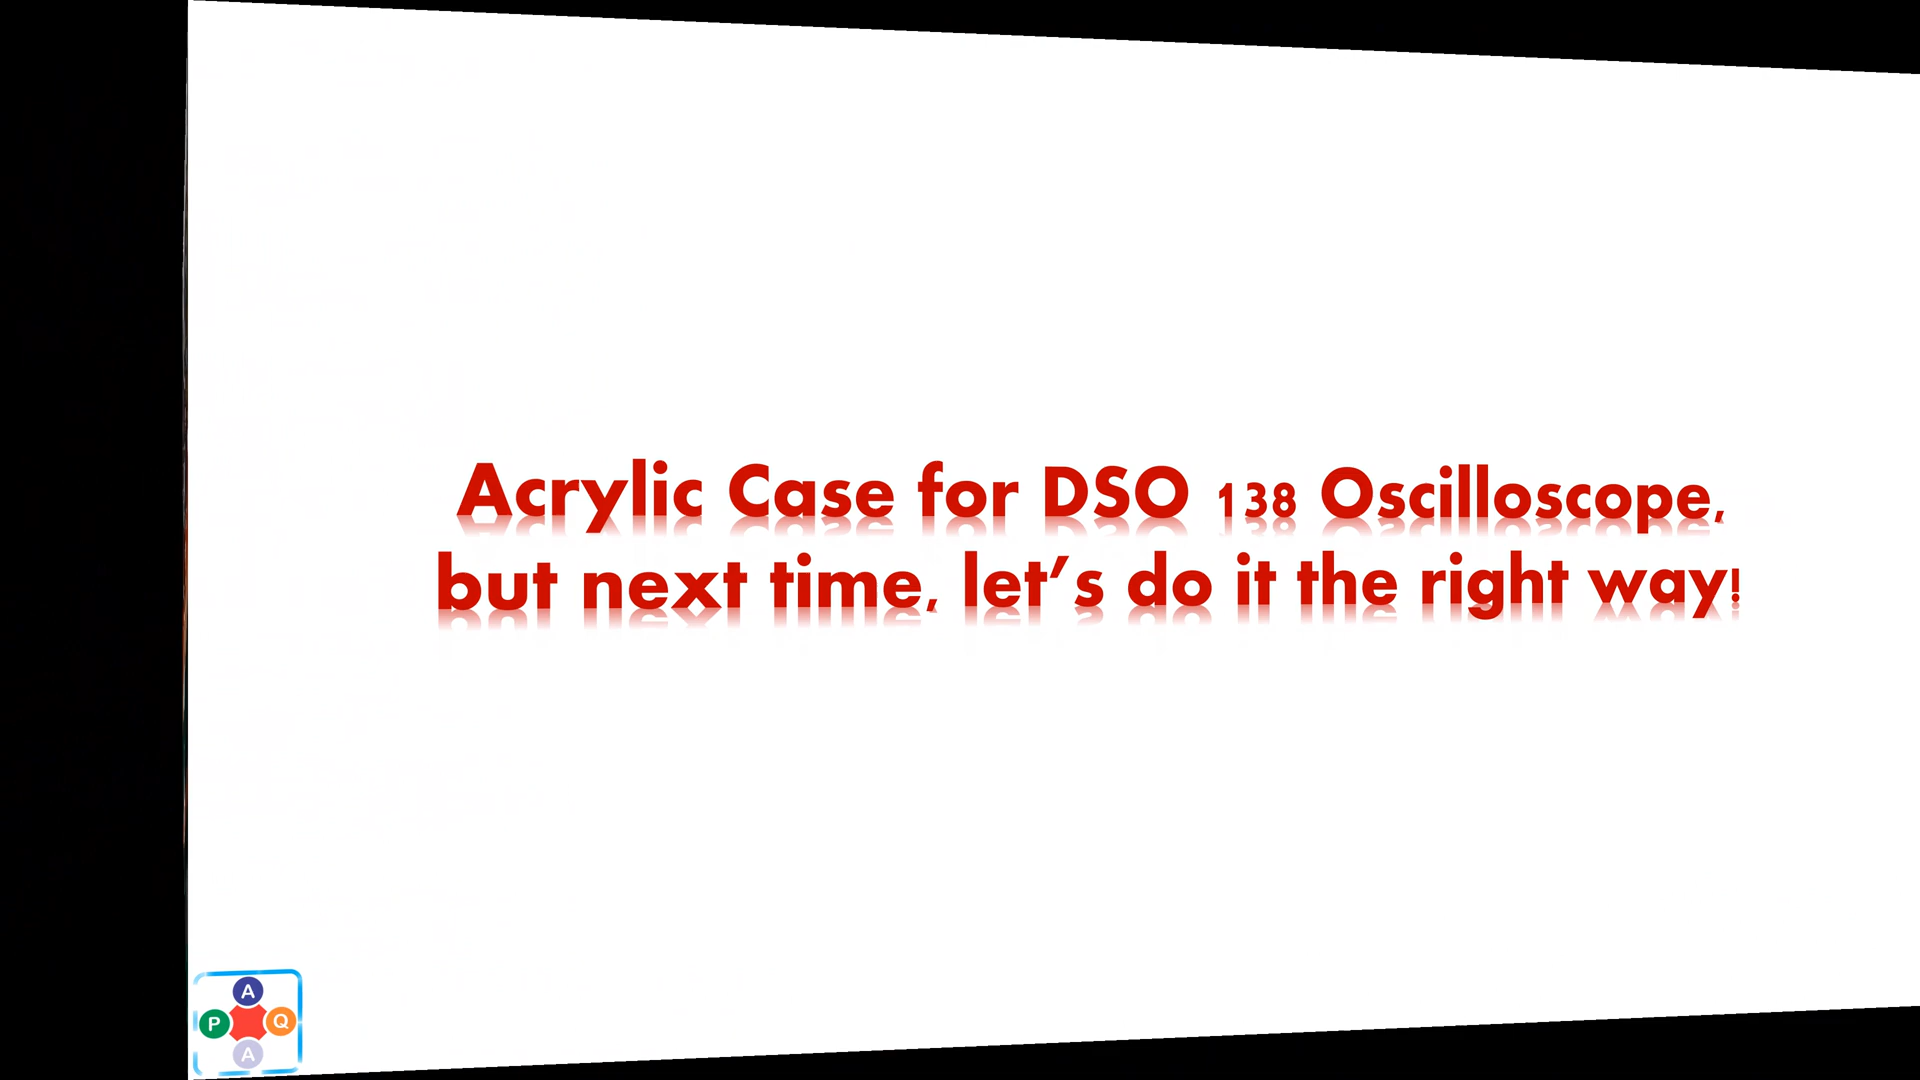 Acrylic Case for DSO 138 Oscilloscope,
but next time, let’s do it the right way!
A
P Q
A